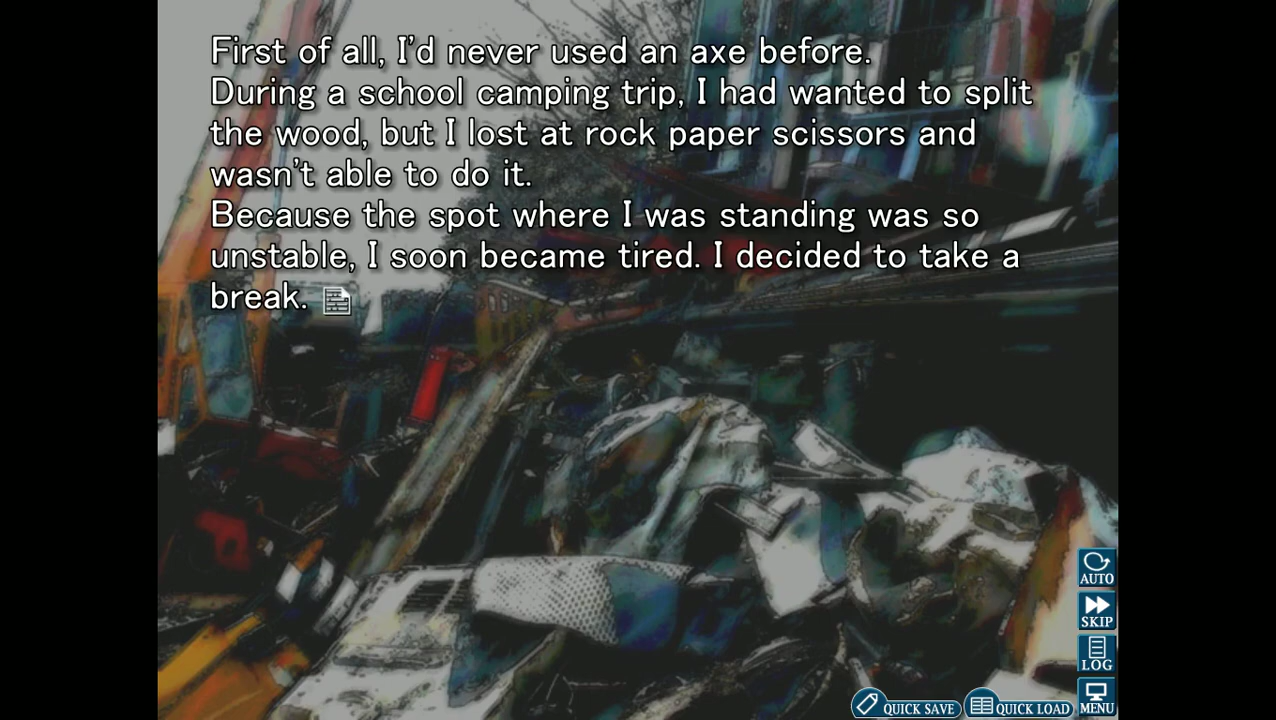 First of all, I'd never used an axe before.
During a school camping trip, I had wanted to split
the wood, but I lost at rock paper scissors and
wasn't able to do it.
Because the spot where I was standing was so
unstable, I soon became tired. I decided to take a
break.
AUTO
SKIP
LOG
MENU
QUICK SAVE
QUICK LOAD